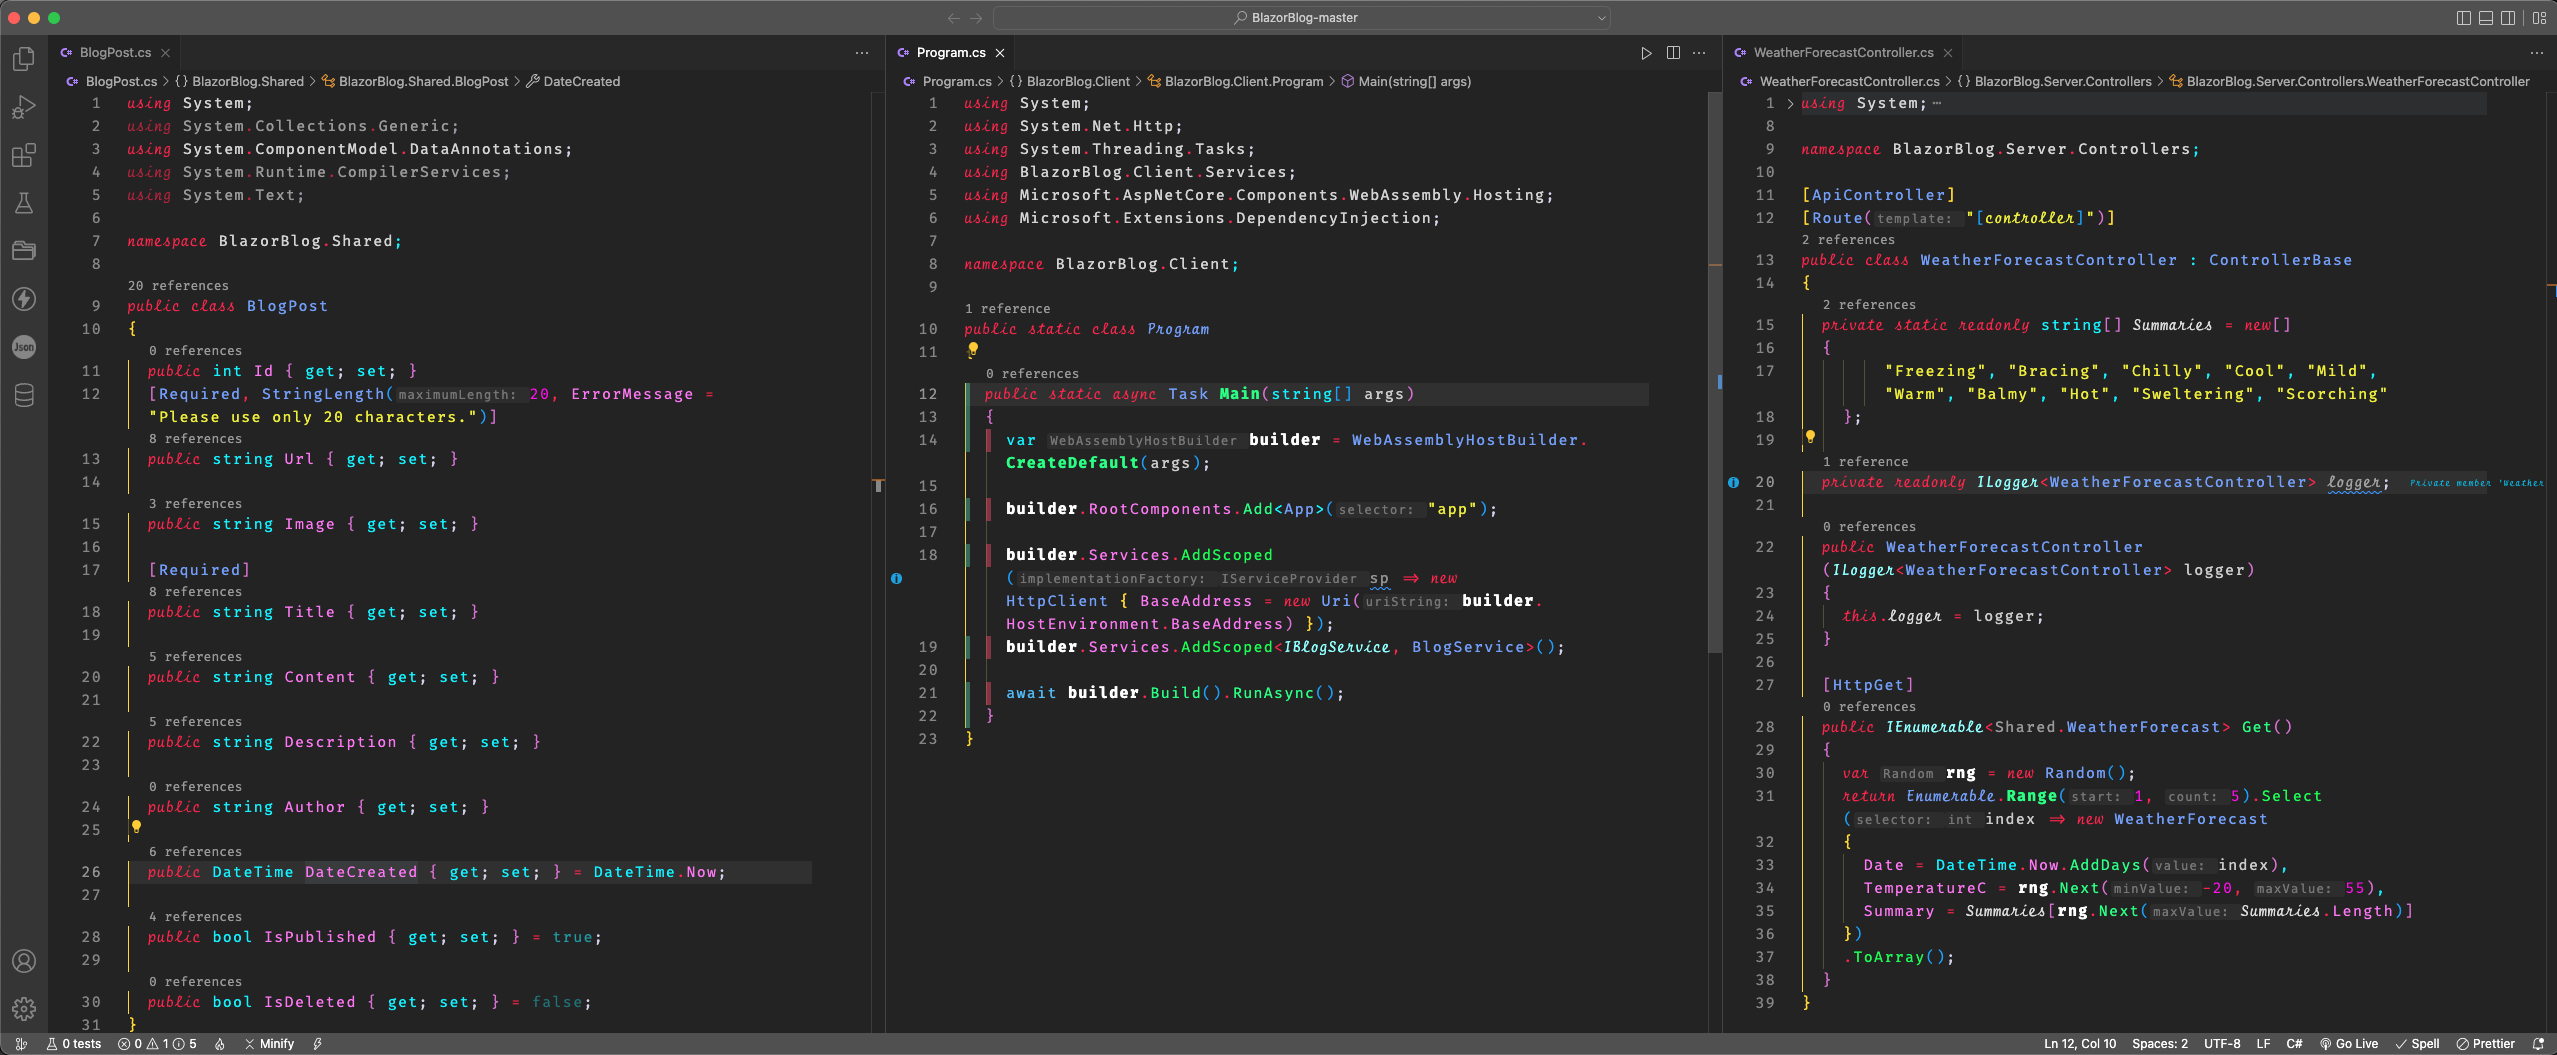 BlazorBlog-master
BlogPost.cs
BlogPost.cs > {} BlazorBlog.Shared > BlazorBlog.Shared.BlogPost > DateCreated
1 using System;
2 using System.Collections.Generic;
3 using System.ComponentModel.DataAnnotations;
4 using System.Runtime.CompilerServices;
5 using System.Text;
6
7 namespace BlazorBlog.Shared;
8
20 references
9 public class BlogPost
10 {
0 references
11 public int Id { get; set; }
12 [Required, StringLength(maximumLength: 20, ErrorMessage =
"Please use only 20 characters.")]
8 references
13 public string Url { get; set; }
14
3 references
15 public string Image { get; set; }
16
17 [Required]
8 references
18 public string Title { get; set; }
19
5 references
20 public string Content { get; set; }
21
5 references
22 public string Description { get; set; }
23
0 references
24 public string Author { get; set; }
25
6 references
26 public DateTime DateCreated { get; set; } = DateTime.Now;
27
4 references
28 public bool IsPublished { get; set; } = true;
29
0 references
30 public bool IsDeleted { get; set; } = false;
31 }
Program.cs
Program.cs > {} BlazorBlog.Client > BlazorBlog.Client.Program > Main(string[] args)
1 using System;
2 using System.Net.Http;
3 using System.Threading.Tasks;
4 using BlazorBlog.Client.Services;
5 using Microsoft.AspNetCore.Components.WebAssembly.Hosting;
6 using Microsoft.Extensions.DependencyInjection;
7
8 namespace BlazorBlog.Client;
9
1 reference
10 public static class Program
11
0 references
12 public static async Task Main(string[] args)
13 {
14 var WebAssemblyHostBuilder builder = WebAssemblyHostBuilder.
CreateDefault(args);
15
16 builder.RootComponents.Add<App>(selector: "app");
17
18 builder.Services.AddScoped
(implementationFactory: IServiceProvider sp => new
HttpClient { BaseAddress = new Uri(uriString: builder.
HostEnvironment.BaseAddress) });
19 builder.Services.AddScoped<IBlogService, BlogService>();
20
21 await builder.Build().RunAsync();
22 }
23 }
WeatherForecastController.cs
WeatherForecastController.cs > {} BlazorBlog.Server.Controllers > BlazorBlog.Server.Controllers.WeatherForecastController
1 > using System; ···
8
9 namespace BlazorBlog.Server.Controllers;
10
11 [ApiController]
12 [Route(template: "[controller]")]
2 references
13 public class WeatherForecastController : ControllerBase
14 {
2 references
15 private static readonly string[] Summaries = new[]
16 {
17 "Freezing", "Bracing", "Chilly", "Cool", "Mild",
"Warm", "Balmy", "Hot", "Sweltering", "Scorching"
18 };
19
1 reference
20 private readonly ILogger<WeatherForecastController> logger; Private member 'Weather
21
0 references
22 public WeatherForecastController
(ILogger<WeatherForecastController> logger)
23 {
24 this.logger = logger;
25 }
26
27 [HttpGet]
0 references
28 public IEnumerable<Shared.WeatherForecast> Get()
29 {
30 var Random rng = new Random();
31 return Enumerable.Range(start: 1, count: 5).Select
(selector: int index => new WeatherForecast
32 {
33 Date = DateTime.Now.AddDays(value: index),
34 TemperatureC = rng.Next(minValue: -20, maxValue: 55),
35 Summary = Summaries[rng.Next(maxValue: Summaries.Length)]
36 })
37 .ToArray();
38 }
39 }
Json
0 tests 0 1 5 Minify
Ln 12, Col 10 Spaces: 2 UTF-8 LF C# Go Live Spell Prettier